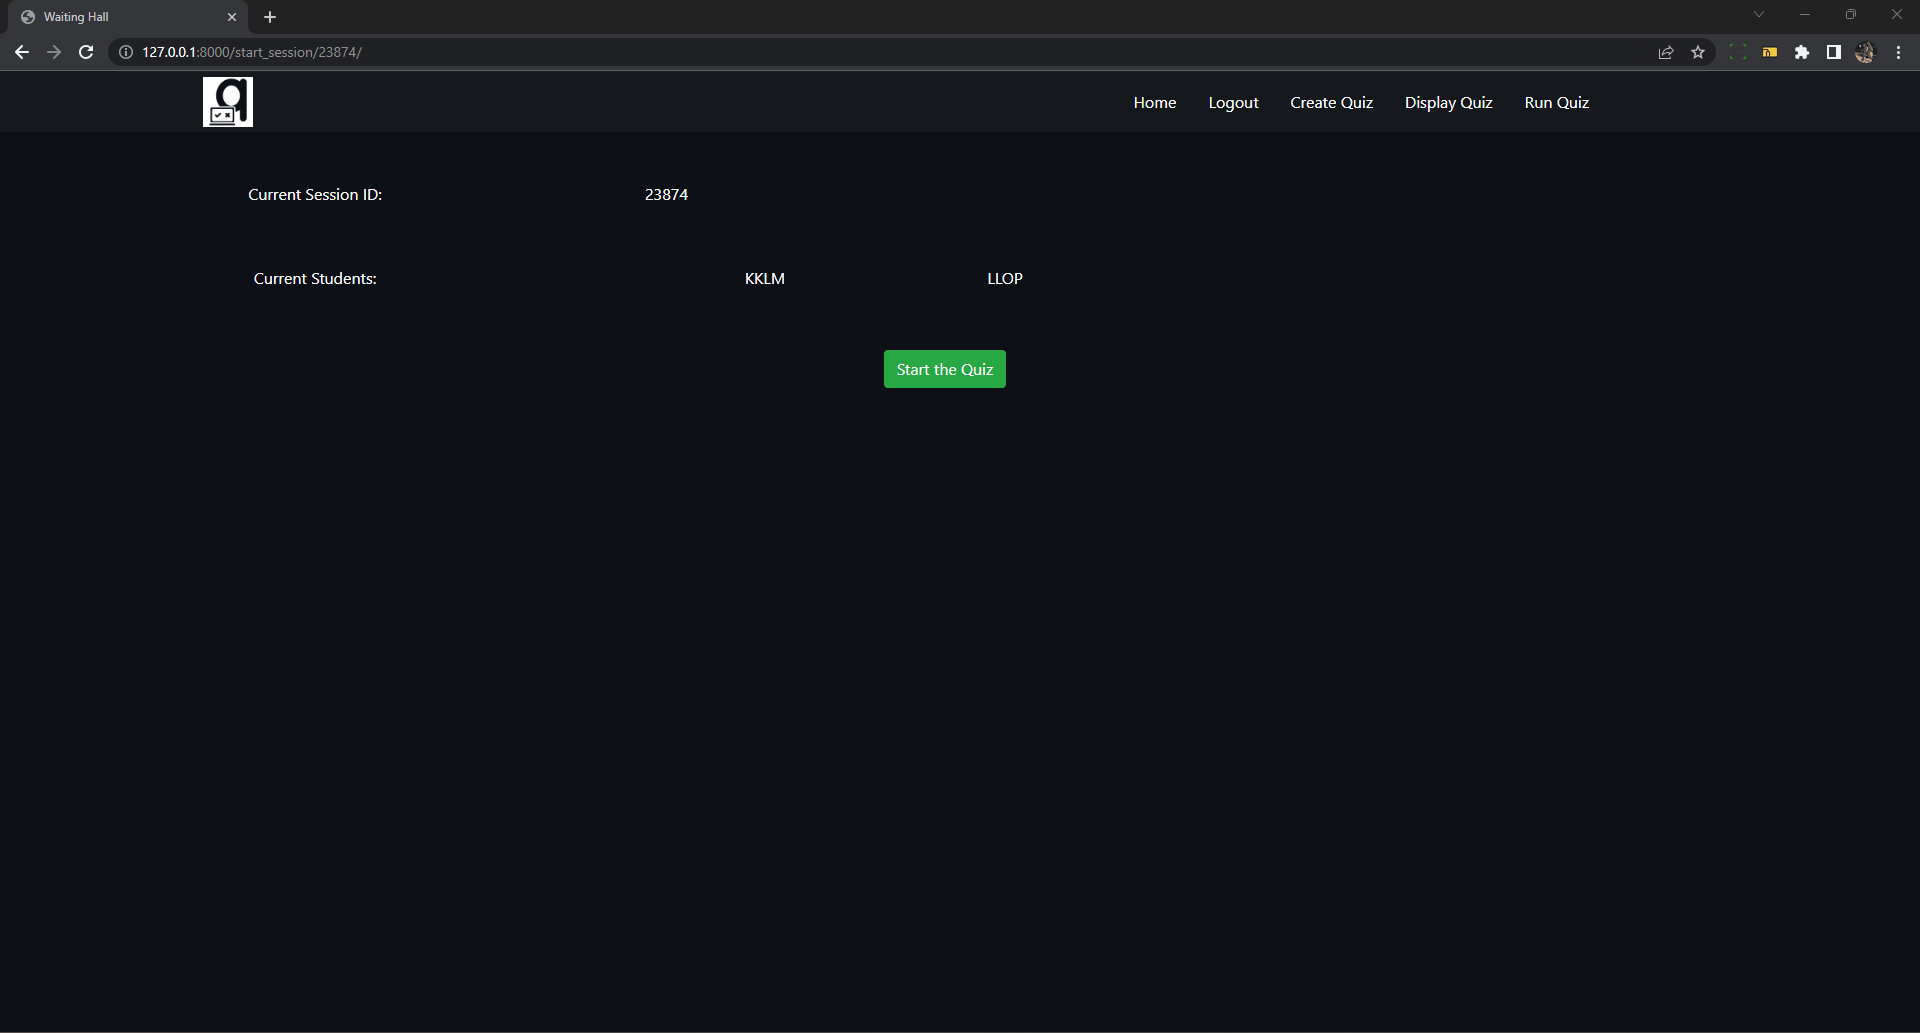 Waiting Hall
127.0.0.1:8000/start_session/23874/
Home Logout Create Quiz Display Quiz Run Quiz
Current Session ID: 23874
Current Students: KKLM LLOP
Start the Quiz